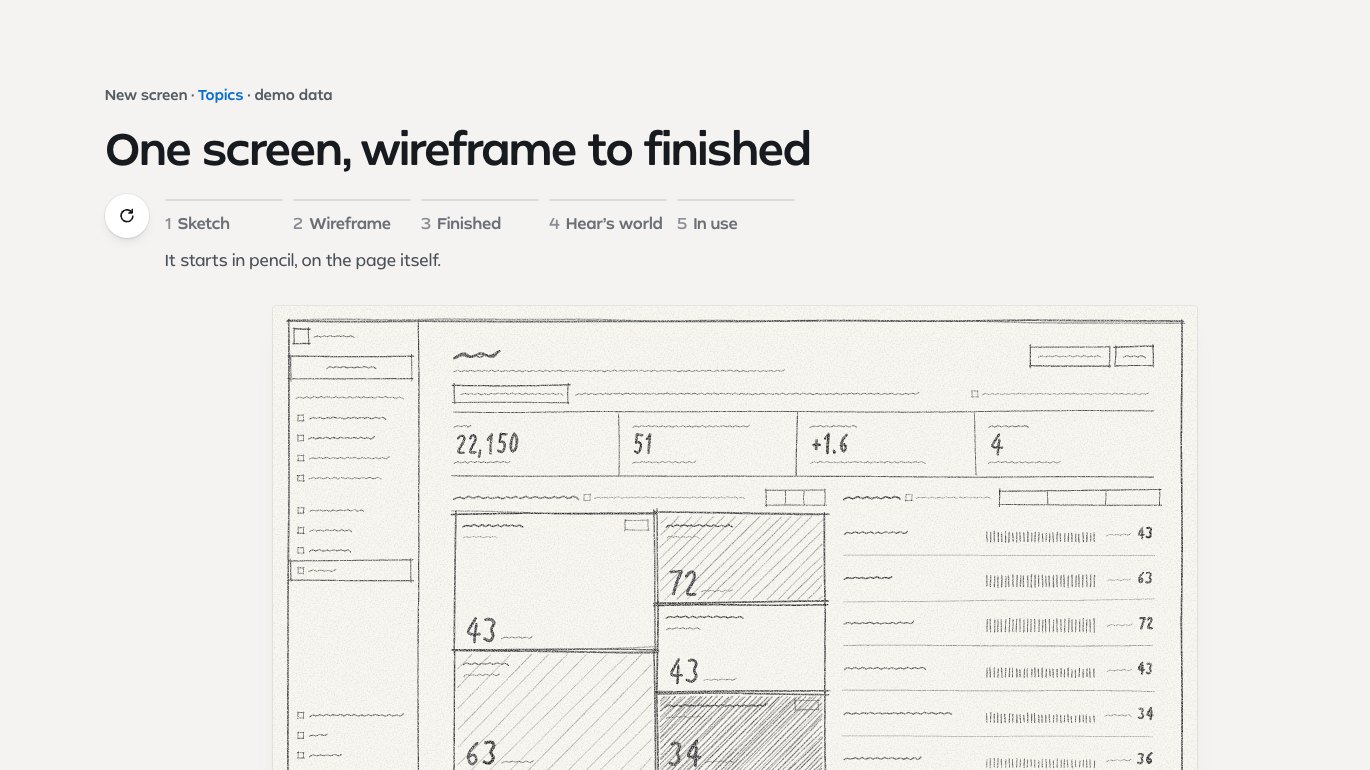 New screen · Topics · demo data
One screen, wireframe to finished
1 Sketch 2 Wireframe 3 Finished 4 Hear's world 5 In use
It starts in pencil, on the page itself.
22,150 51 +1.6 4
43
72
63
72
43
43
43
34
63 34
36